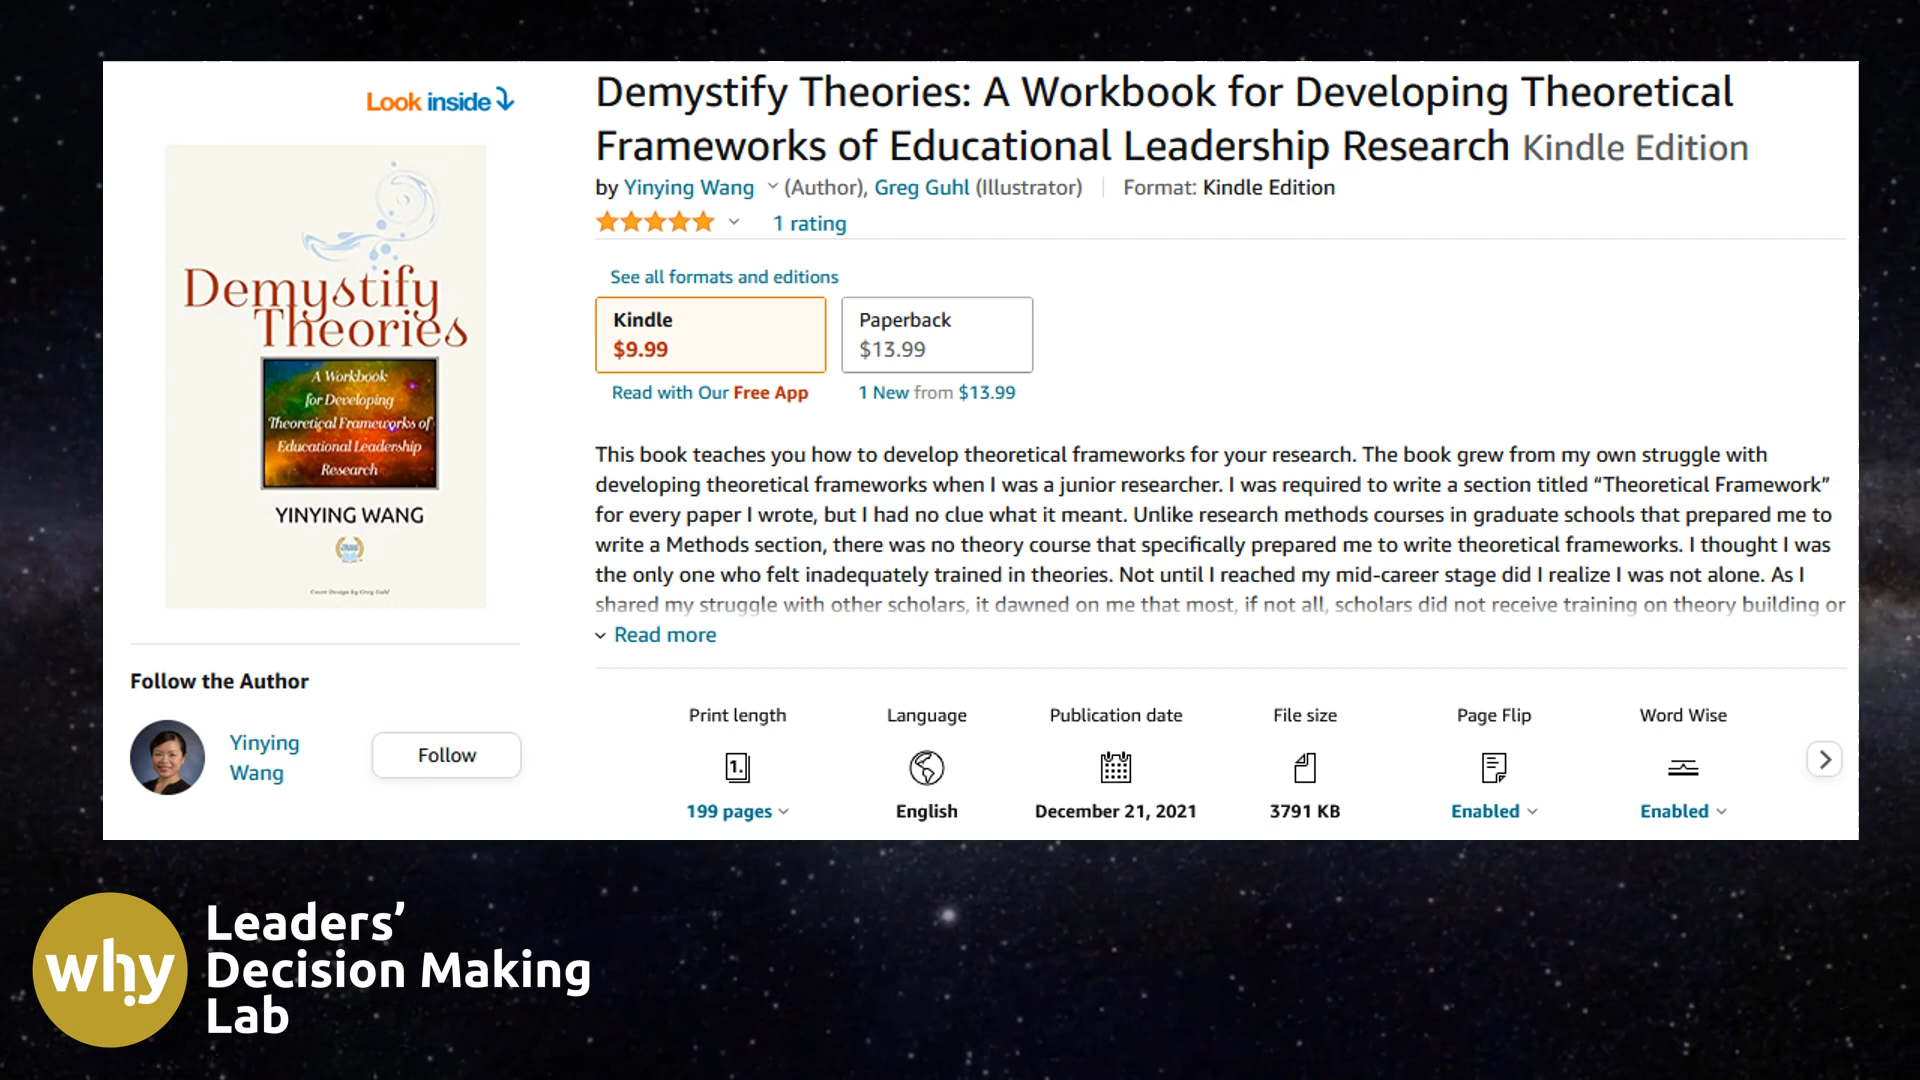 Look inside
Demystify
Theories
A Workbook
for Developing
Theoretical Frameworks of
Educational Leadership
Research
YINYING WANG
Cover Design by Greg Guhl
Follow the Author
Yinying
Wang
Follow
Demystify Theories: A Workbook for Developing Theoretical
Frameworks of Educational Leadership Research Kindle Edition
by Yinying Wang (Author), Greg Guhl (Illustrator) Format: Kindle Edition
1 rating
See all formats and editions
Kindle
$9.99
Read with Our Free App
Paperback
$13.99
1 New from $13.99
This book teaches you how to develop theoretical frameworks for your research. The book grew from my own struggle with
developing theoretical frameworks when I was a junior researcher. I was required to write a section titled “Theoretical Framework”
for every paper I wrote, but I had no clue what it meant. Unlike research methods courses in graduate schools that prepared me to
write a Methods section, there was no theory course that specifically prepared me to write theoretical frameworks. I thought I was
the only one who felt inadequately trained in theories. Not until I reached my mid-career stage did I realize I was not alone. As I
shared my struggle with other scholars, it dawned on me that most, if not all, scholars did not receive training on theory building or
Read more
Print length
1.
199 pages
Language
English
Publication date
December 21, 2021
File size
3791 KB
Page Flip
Enabled
Word Wise
Enabled
why
Leaders’
Decision Making
Lab